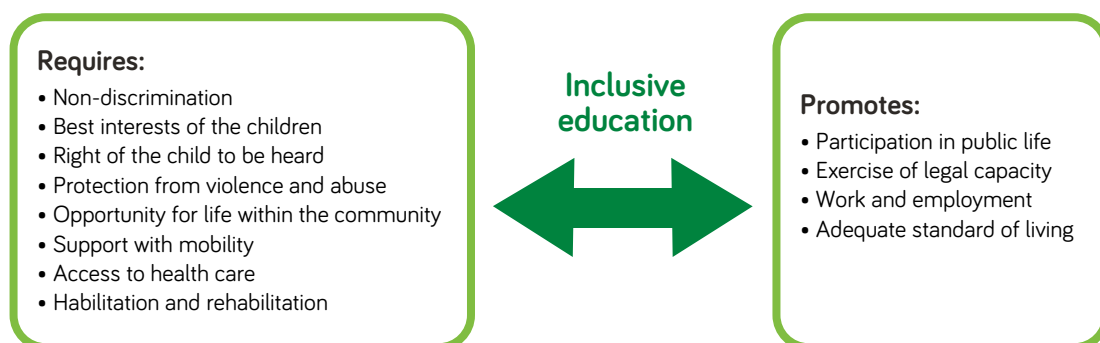 Requires:
• Non-discrimination
• Best interests of the children
• Right of the child to be heard
• Protection from violence and abuse
• Opportunity for life within the community
• Support with mobility
• Access to health care
• Habilitation and rehabilitation
Inclusive
education
Promotes:
• Participation in public life
• Exercise of legal capacity
• Work and employment
• Adequate standard of living